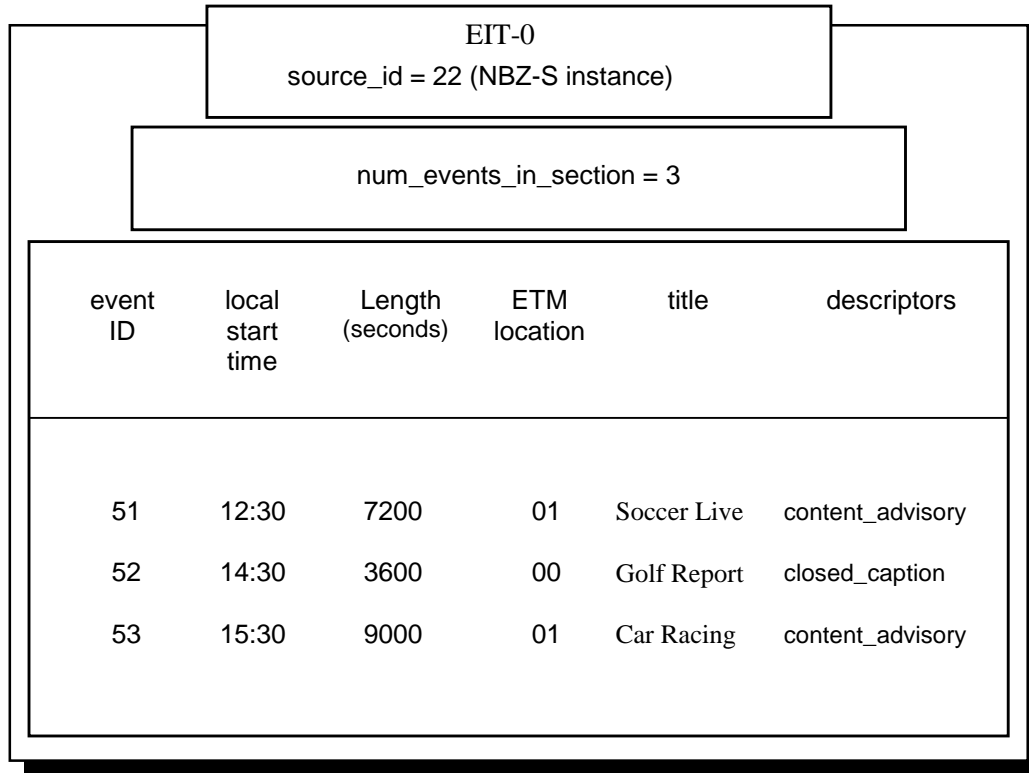 EIT-0
source_id = 22 (NBZ-S instance)
num_events_in_section = 3
event ID local start time Length (seconds) ETM location title descriptors
51 12:30 7200 01 Soccer Live content_advisory
52 14:30 3600 00 Golf Report closed_caption
53 15:30 9000 01 Car Racing content_advisory